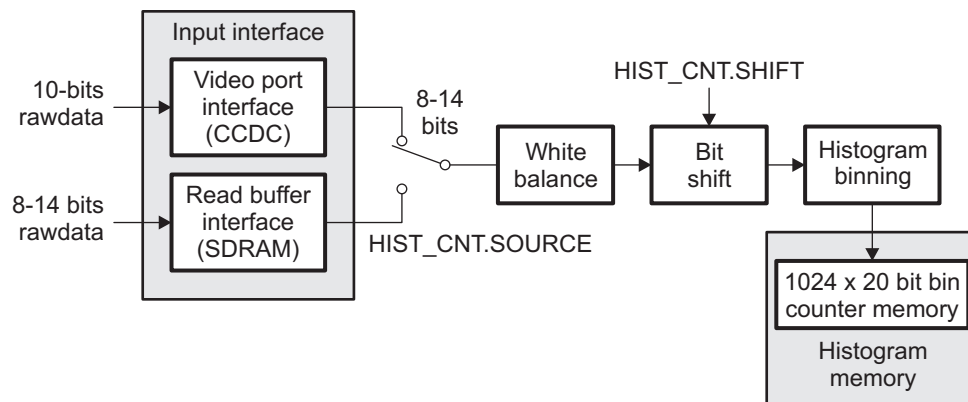 Input interface
10-bits
rawdata
Video port
interface
(CCDC)
8-14
bits
HIST_CNT.SHIFT
White
balance
Bit
shift
Histogram
binning
8-14 bits
rawdata
Read buffer
interface
(SDRAM)
HIST_CNT.SOURCE
1024 x 20 bit bin
counter memory
Histogram
memory